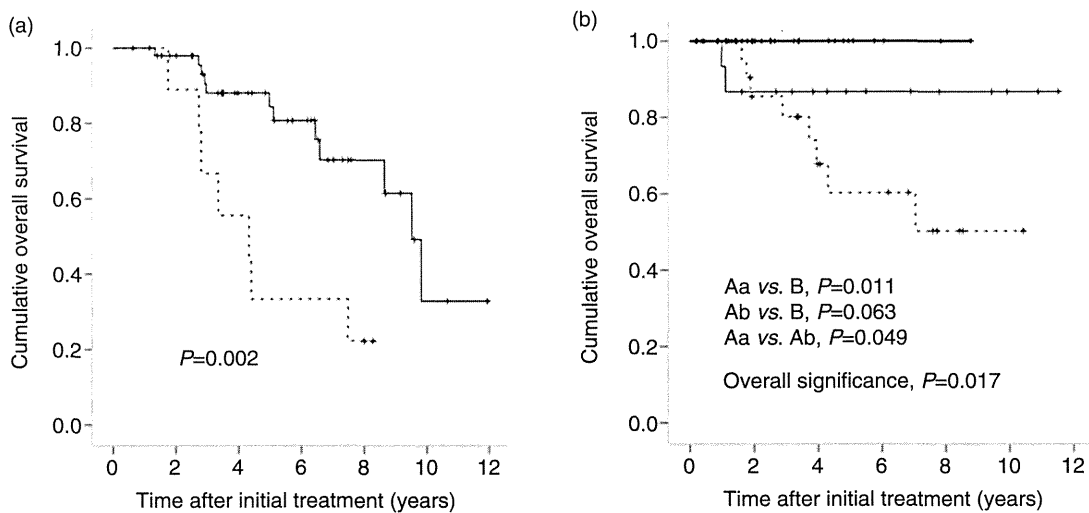 (a)
Cumulative overall survival
1.0
0.8
0.6
0.4
0.2
0.0
P=0.002
0 2 4 6 8 10 12
Time after initial treatment (years)
(b)
Cumulative overall survival
1.0
0.8
0.6
0.4
0.2
0.0
Aa vs. B, P=0.011
Ab vs. B, P=0.063
Aa vs. Ab, P=0.049
Overall significance, P=0.017
0 2 4 6 8 10 12
Time after initial treatment (years)